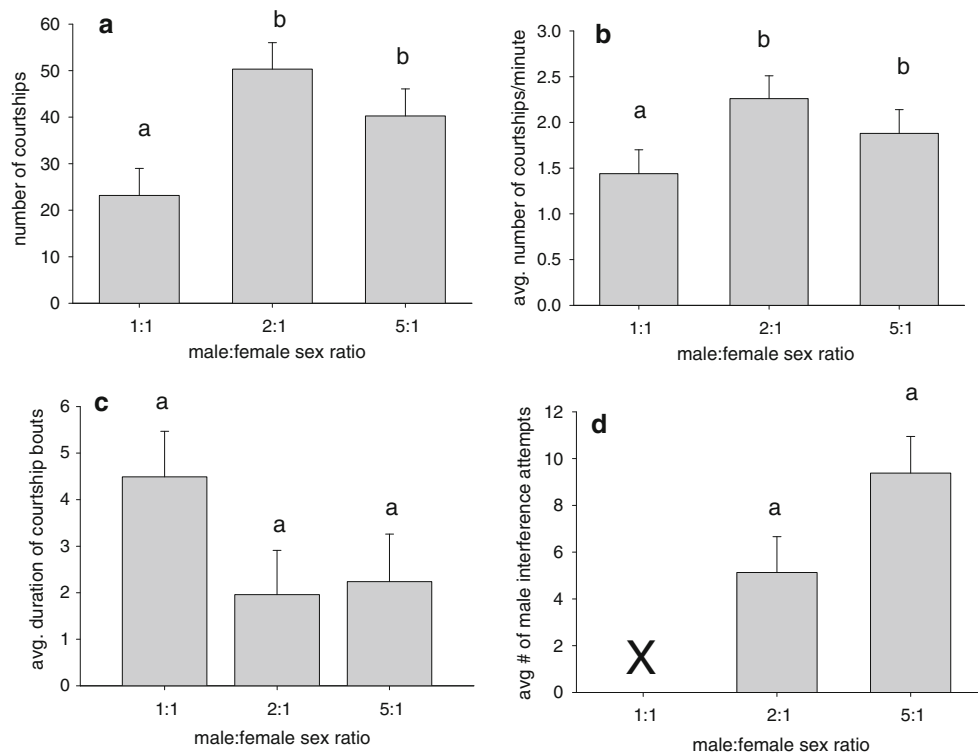 a
number of courtships
60
50
40
30
20
10
0
a
b
b
1:1
2:1
5:1
male:female sex ratio
b
avg. number of courtships/minute
3.0
2.5
2.0
1.5
1.0
0.5
0.0
a
b
b
1:1
2:1
5:1
male:female sex ratio
c
avg. duration of courtship bouts
6
5
4
3
2
1
0
a
a
a
1:1
2:1
5:1
male:female sex ratio
d
avg # of male interference attempts
12
10
8
6
4
2
0
X
a
a
1:1
2:1
5:1
male:female sex ratio